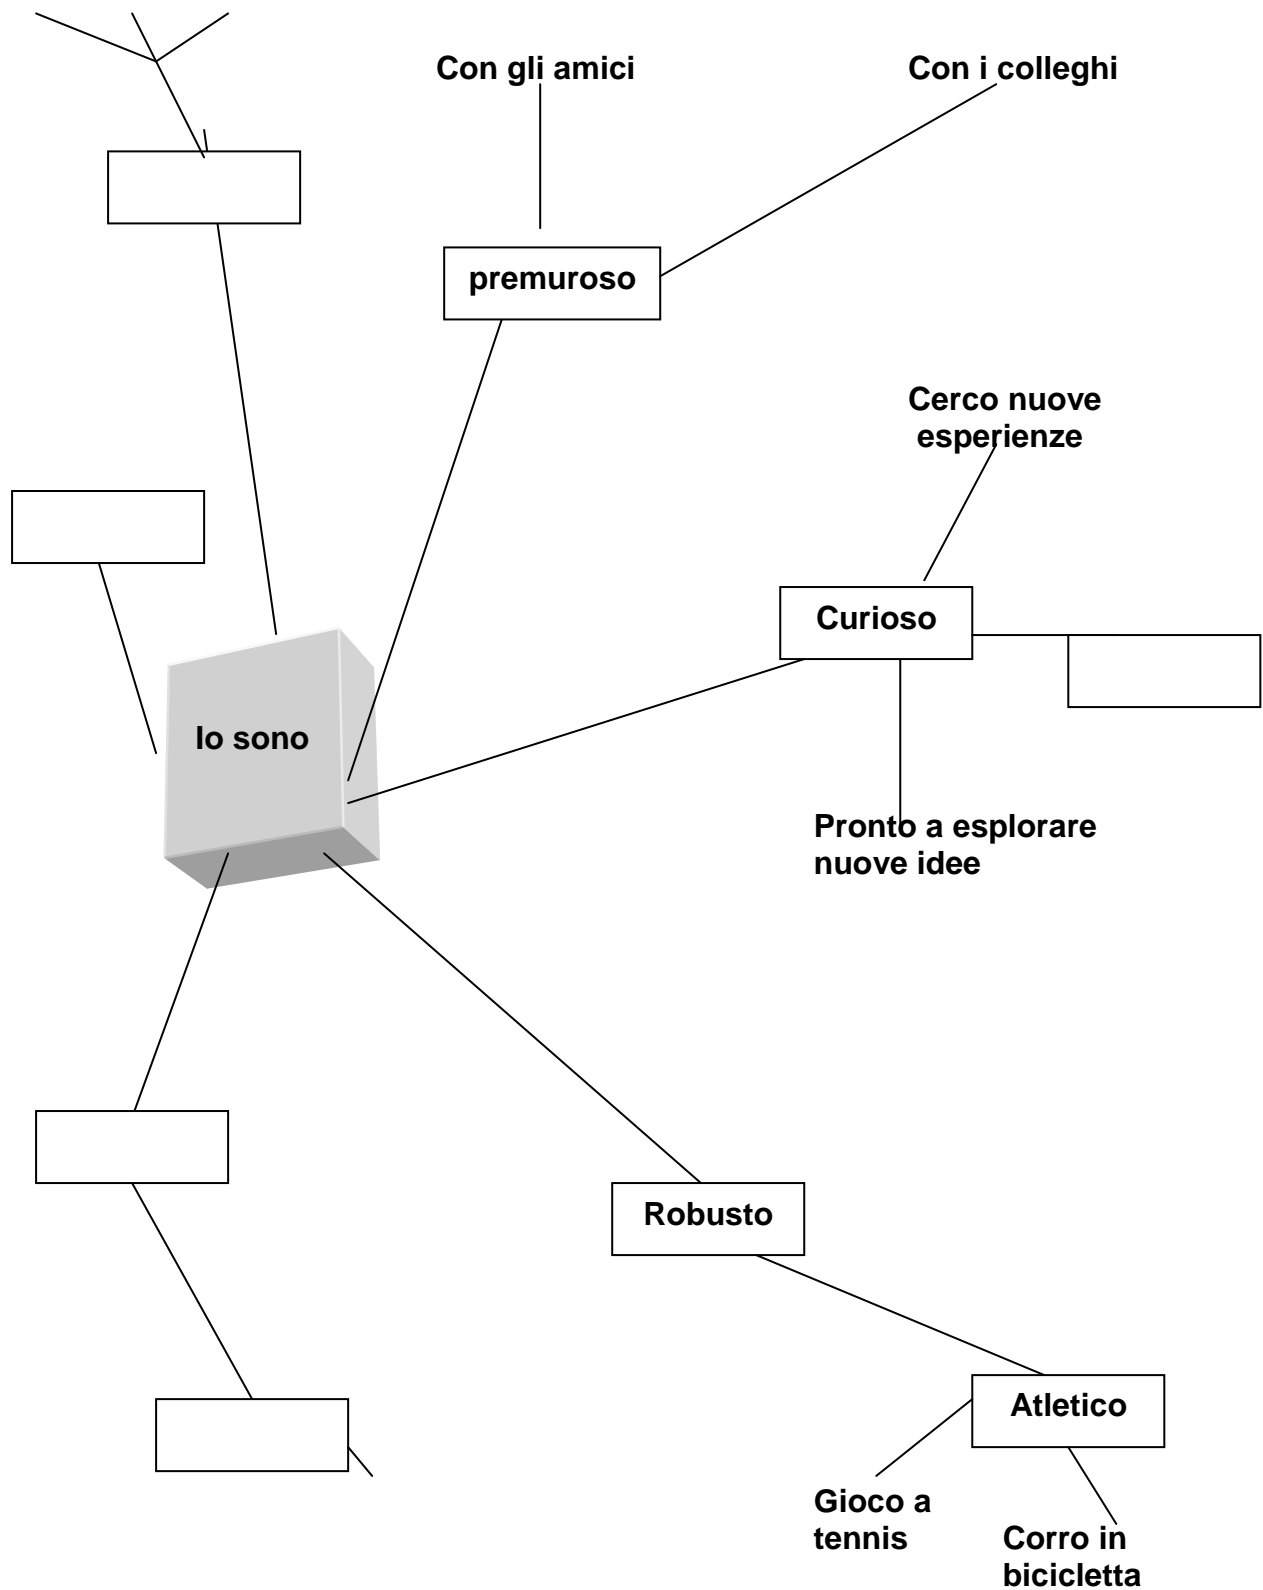 Con gli amici
Con i colleghi
premuroso
Cerco nuove
esperienze
Curioso
Io sono
Pronto a esplorare
nuove idee
Robusto
Atletico
Gioco a
tennis
Corro in
bicicletta